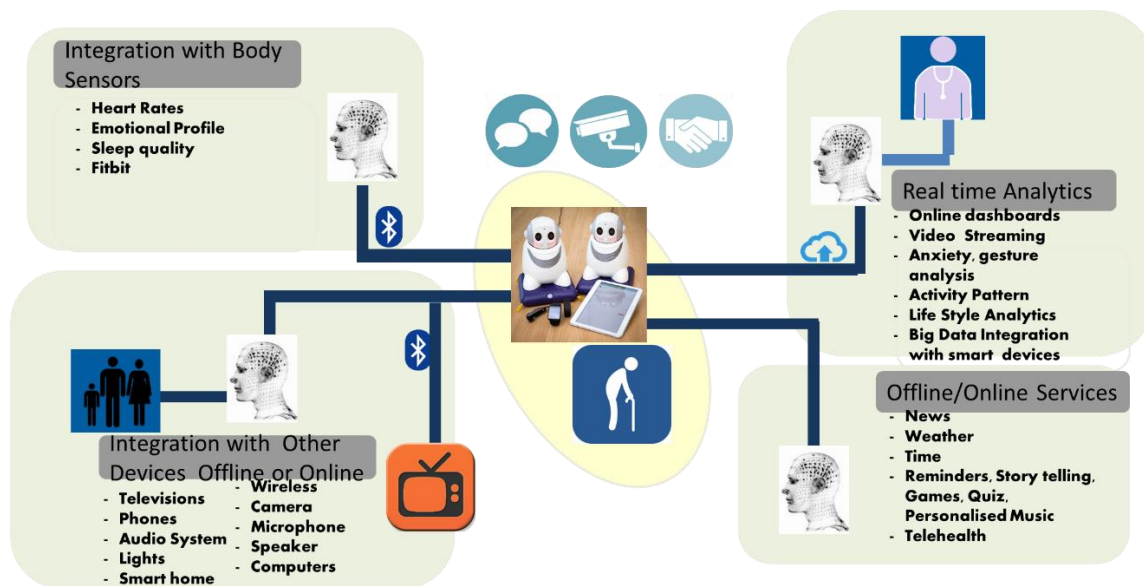 Integration with Body
Sensors
- Heart Rates
- Emotional Profile
- Sleep quality
- Fitbit
Real time Analytics
- Online dashboards
- Video Streaming
- Anxiety, gesture
analysis
- Activity Pattern
- Life Style Analytics
- Big Data Integration
with smart devices
Integration with Other
Devices Offline or Online
- Televisions
- Phones
- Audio System
- Lights
- Smart home
- Wireless
- Camera
- Microphone
- Speaker
- Computers
Offline/Online Services
- News
- Weather
- Time
- Reminders, Story telling,
Games, Quiz,
Personalised Music
- Telehealth